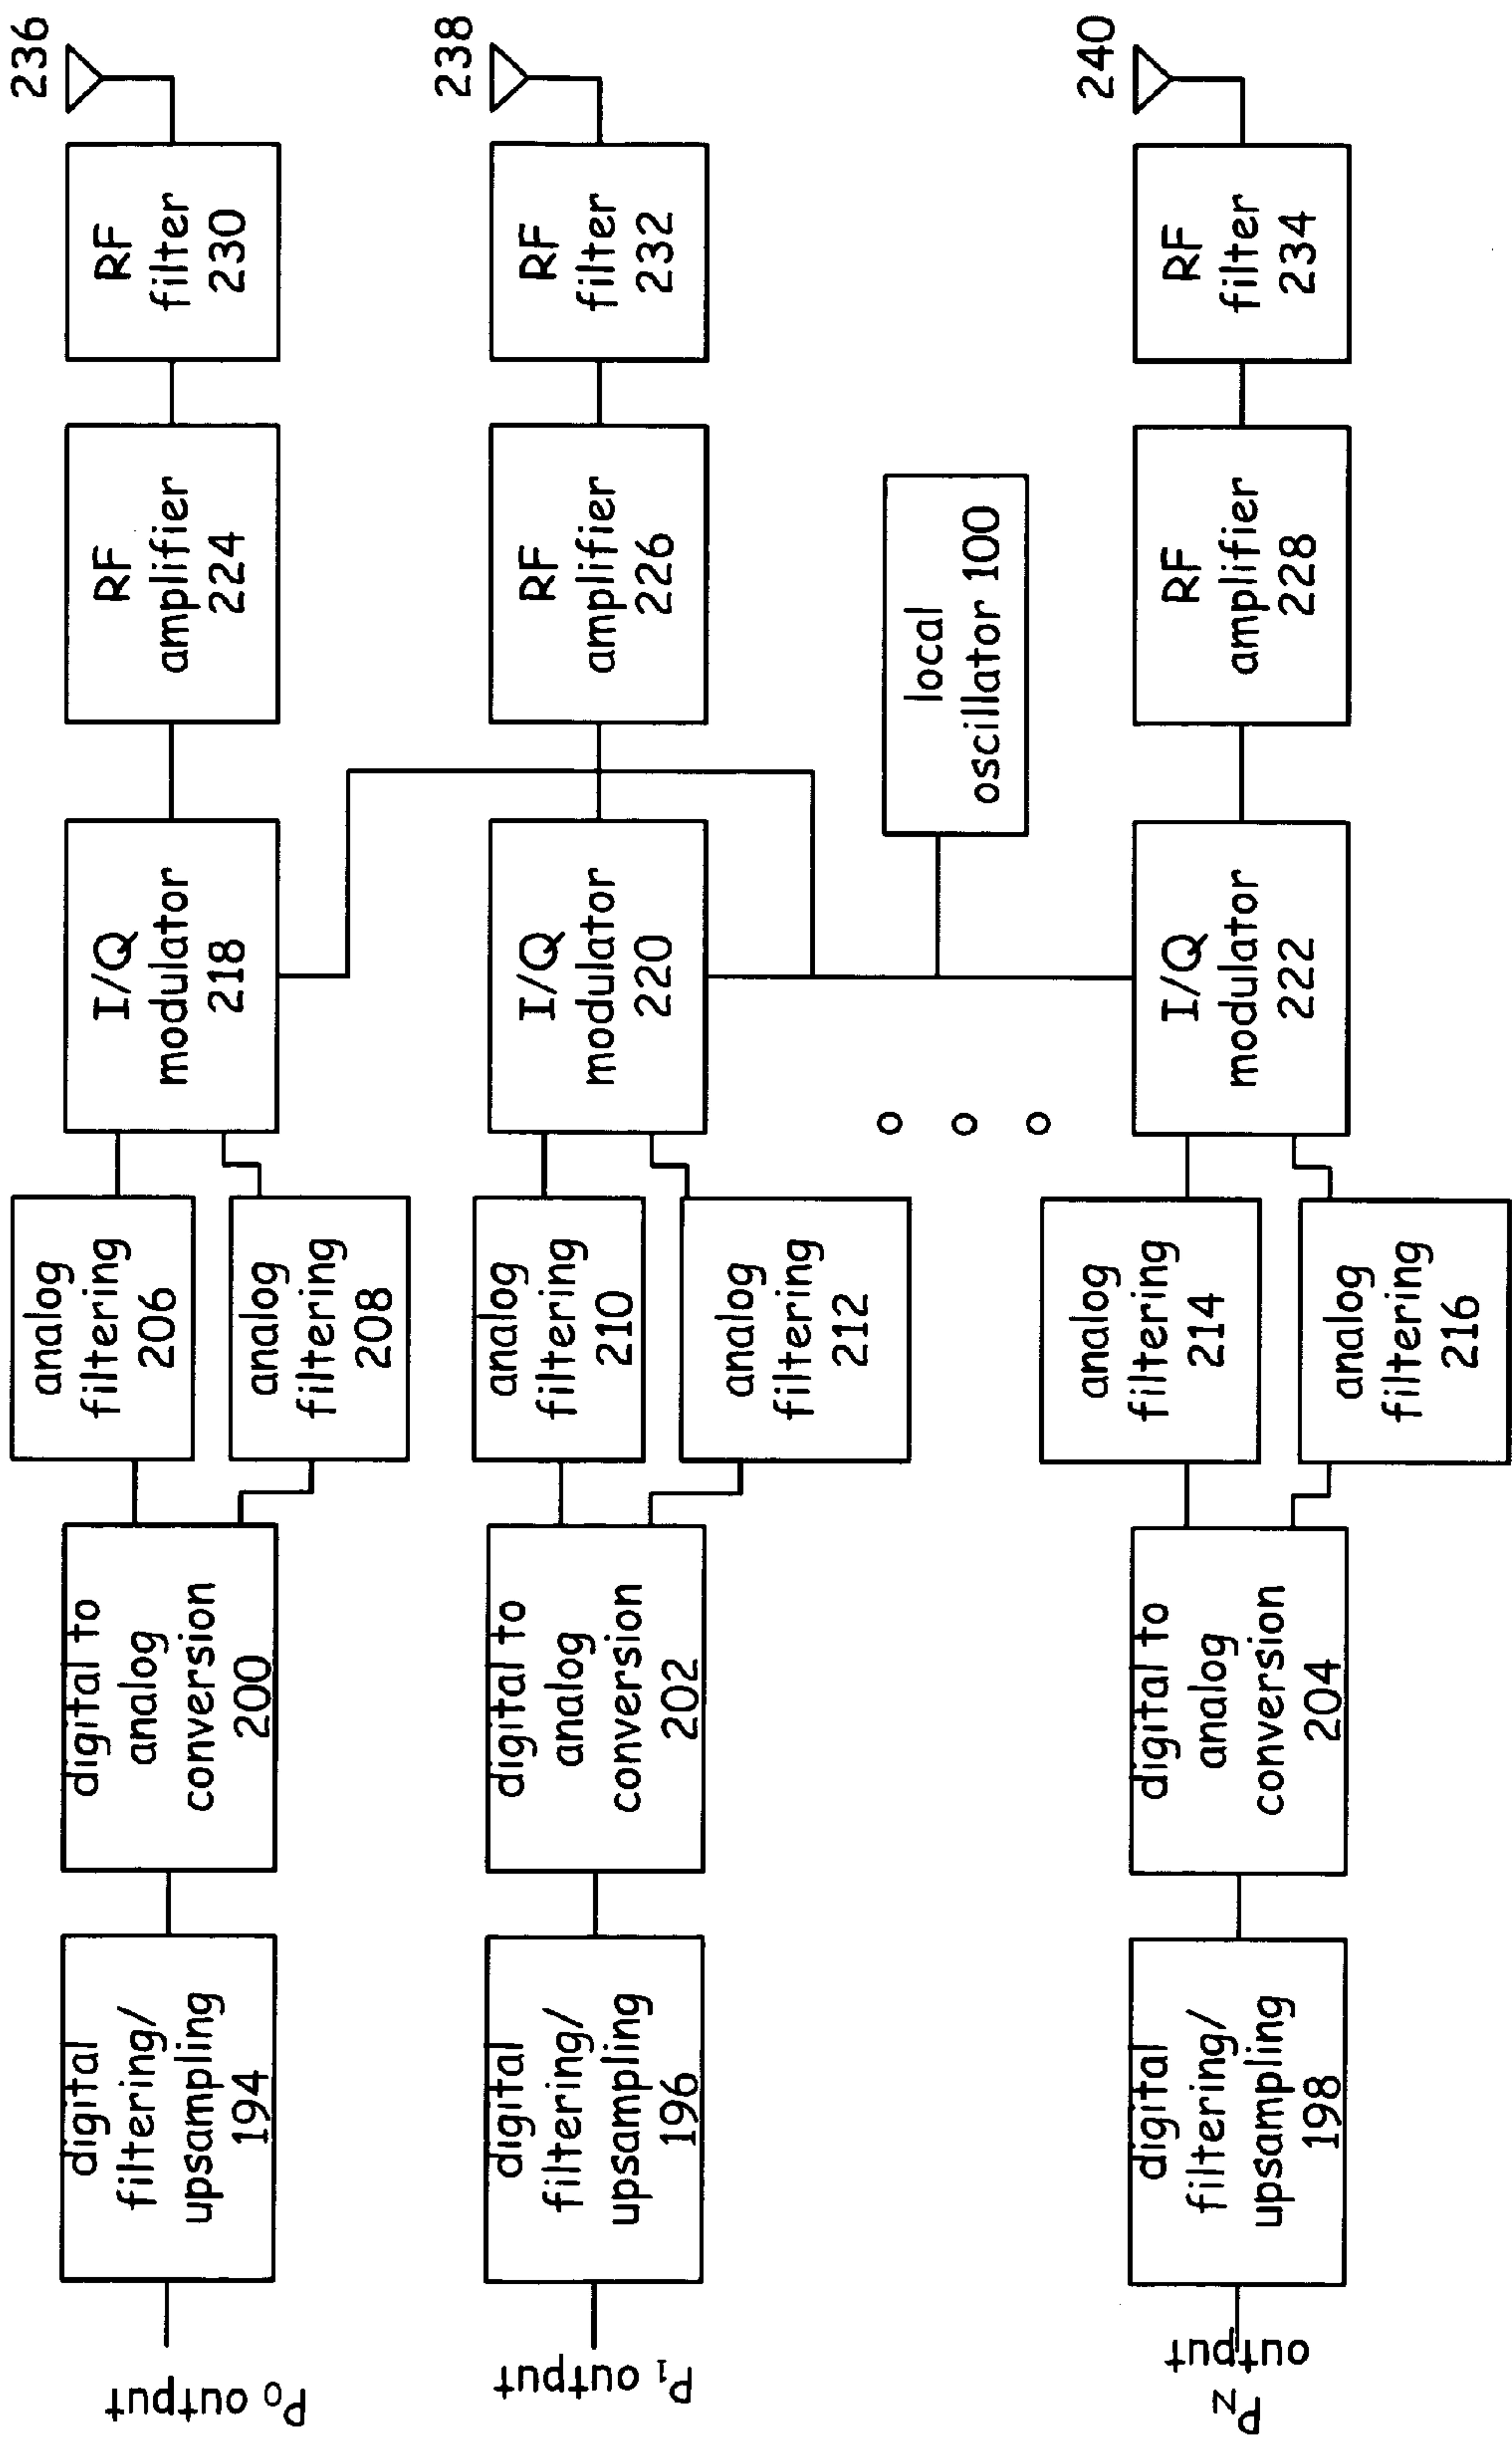 P0 output
digital
filtering/
upsampling
194
digital to
analog
conversion
200
analog
filtering
206
analog
filtering
208
I/Q
modulator
218
RF
amplifier
224
RF
filter
230
236
P1 output
digital
filtering/
upsampling
196
digital to
analog
conversion
202
analog
filtering
210
analog
filtering
212
I/Q
modulator
220
RF
amplifier
226
RF
filter
232
238
local
oscillator 100
PZ
output
digital
filtering/
upsampling
198
digital to
analog
conversion
204
analog
filtering
214
analog
filtering
216
I/Q
modulator
222
RF
amplifier
228
RF
filter
234
240